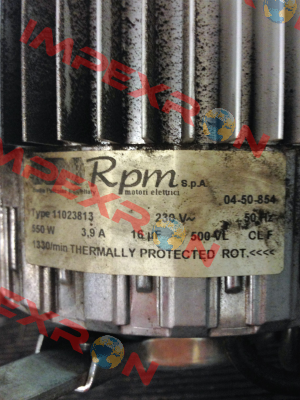 IMPEXRON
Rpm S.p.A.
motori elettrici
04-50-854
Type 11023813 230 V~ 50 Hz
550 W 3,9 A 16 µF 500 VL CL F
1330/min THERMALLY PROTECTED ROT.<<<<